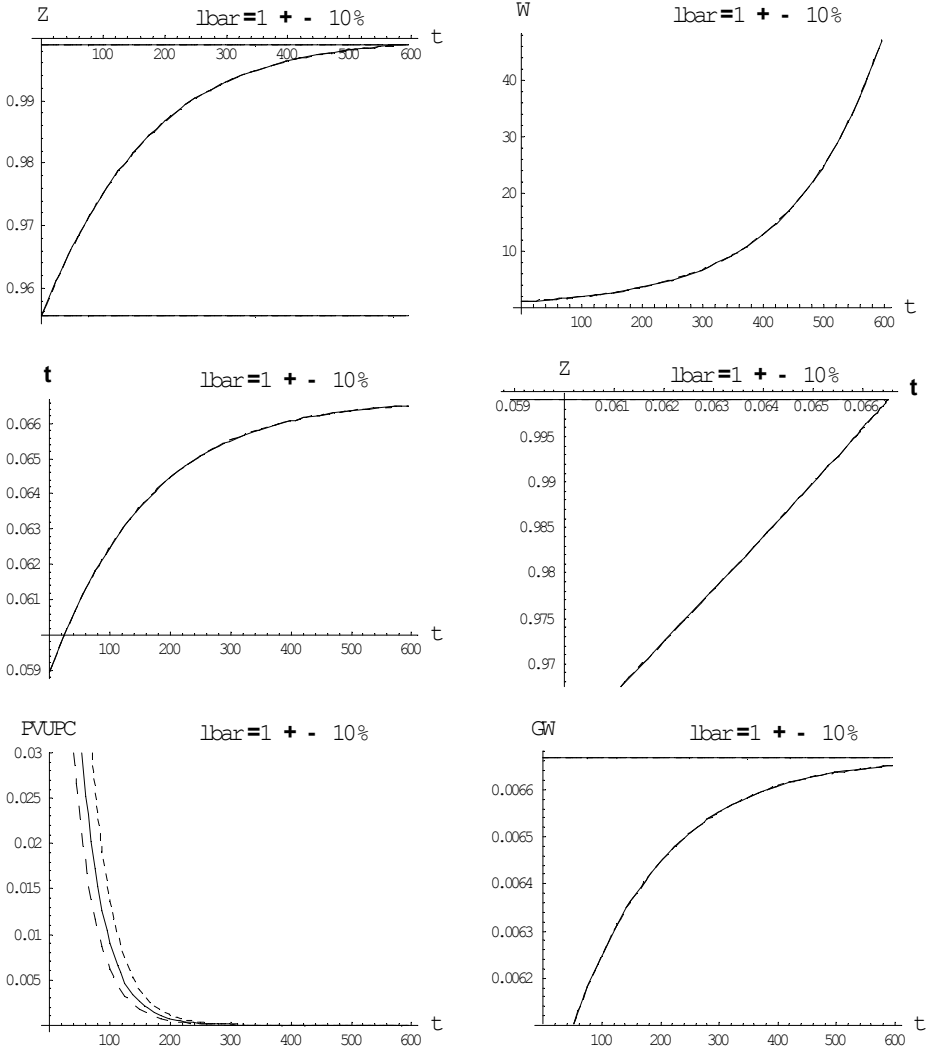 Z
lbar=1 + - 10%
t
100 200 300 400 500 600
0.99
0.98
0.97
0.96
W
40
30
20
10
100 200 300 400 500 600
t
t
lbar=1 + - 10%
0.066
0.065
0.064
0.063
0.062
0.061
0.059
100 200 300 400 500 600
t
Z
lbar=1 + - 10%
t
0.059 0.061 0.062 0.063 0.064 0.065 0.066
0.995
0.99
0.985
0.98
0.975
0.97
PVUPC
lbar=1 + - 10%
0.03
0.025
0.02
0.015
0.01
0.005
100 200 300 400 500 600
t
GW
lbar=1 + - 10%
0.0066
0.0065
0.0064
0.0063
0.0062
100 200 300 400 500 600
t